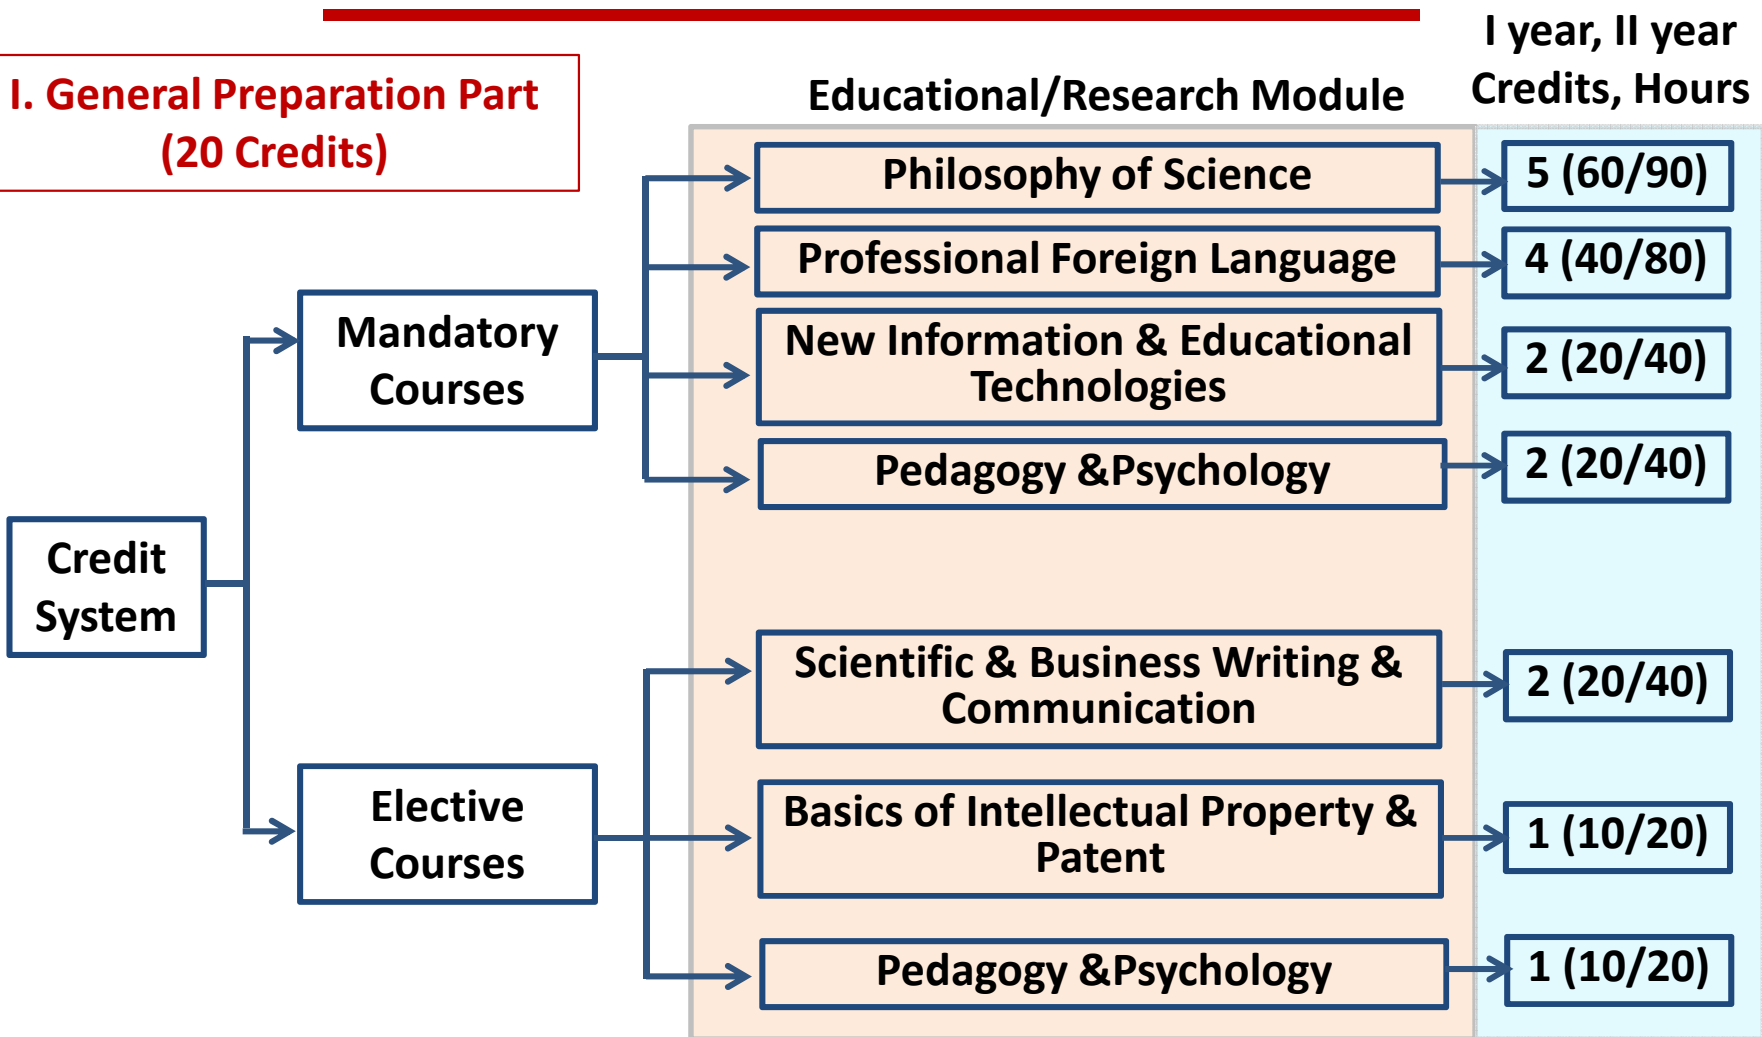 I year, II year
Credits, Hours
I. General Preparation Part
(20 Credits)
Educational/Research Module
Philosophy of Science
5 (60/90)
Professional Foreign Language
4 (40/80)
Mandatory
Courses
New Information & Educational
Technologies
2 (20/40)
Pedagogy &Psychology
2 (20/40)
Credit
System
Scientific & Business Writing &
Communication
2 (20/40)
Elective
Courses
Basics of Intellectual Property &
Patent
1 (10/20)
Pedagogy &Psychology
1 (10/20)